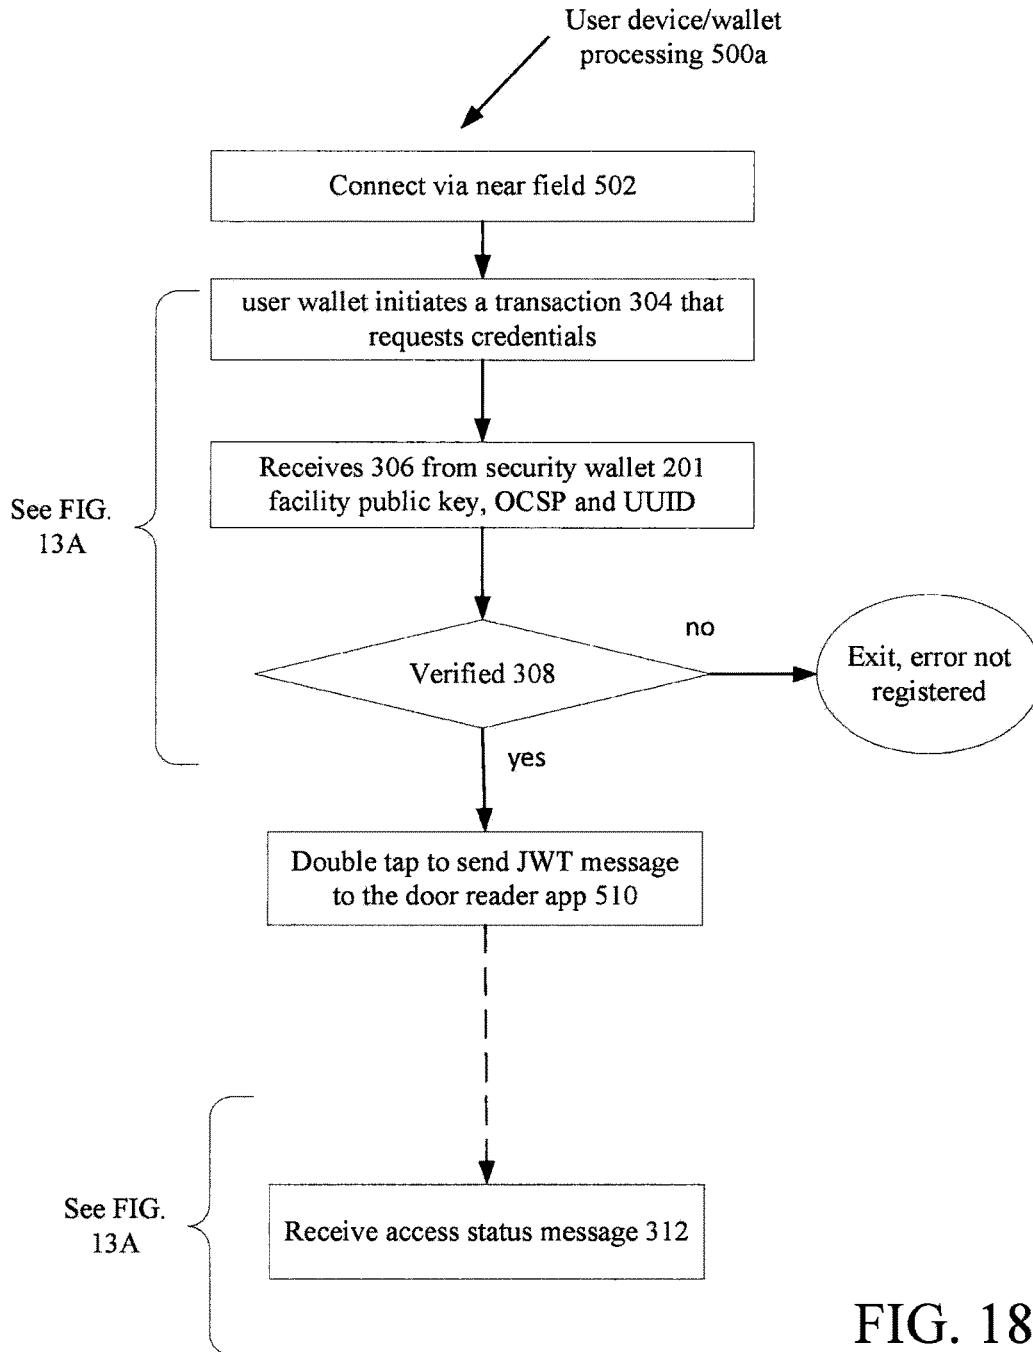 User device/wallet
processing 500a
Connect via near field 502
user wallet initiates a transaction 304 that
requests credentials
Receives 306 from security wallet 201
facility public key, OCSP and UUID
See FIG.
13A
Verified 308
no
Exit, error not
registered
yes
Double tap to send JWT message
to the door reader app 510
See FIG.
13A
Receive access status message 312
FIG. 18